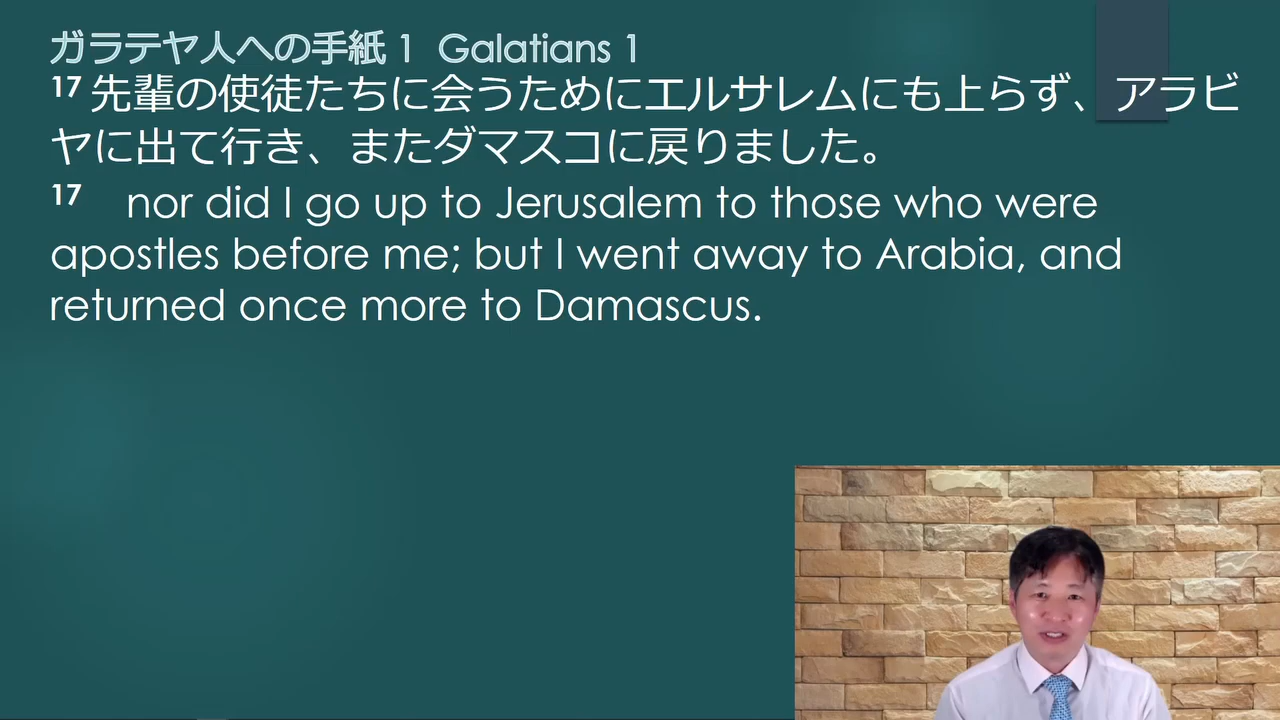 ガラテヤ人への手紙 1 Galatians 1
17 先輩の使徒たちに会うためにエルサレムにも上らず、アラビ
ヤに出て行き、またダマスコに戻りました。
17 nor did I go up to Jerusalem to those who were
apostles before me; but I went away to Arabia, and
returned once more to Damascus.